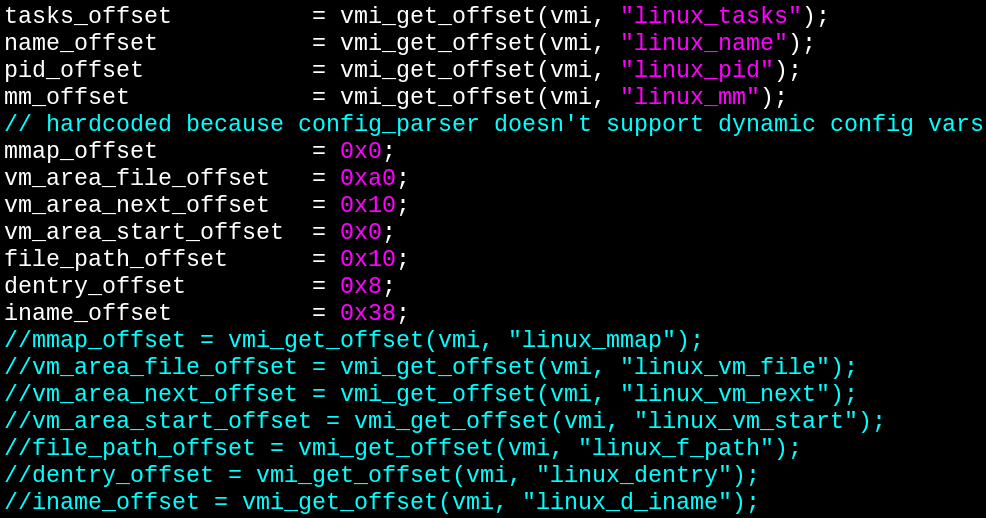 tasks_offset          = vmi_get_offset(vmi, "linux_tasks");
name_offset           = vmi_get_offset(vmi, "linux_name");
pid_offset            = vmi_get_offset(vmi, "linux_pid");
mm_offset             = vmi_get_offset(vmi, "linux_mm");
// hardcoded because config_parser doesn't support dynamic config vars
mmap_offset           = 0x0;
vm_area_file_offset   = 0xa0;
vm_area_next_offset   = 0x10;
vm_area_start_offset  = 0x0;
file_path_offset      = 0x10;
dentry_offset         = 0x8;
iname_offset          = 0x38;
//mmap_offset = vmi_get_offset(vmi, "linux_mmap");
//vm_area_file_offset = vmi_get_offset(vmi, "linux_vm_file");
//vm_area_next_offset = vmi_get_offset(vmi, "linux_vm_next");
//vm_area_start_offset = vmi_get_offset(vmi, "linux_vm_start");
//file_path_offset = vmi_get_offset(vmi, "linux_f_path");
//dentry_offset = vmi_get_offset(vmi, "linux_dentry");
//iname_offset = vmi_get_offset(vmi, "linux_d_iname");